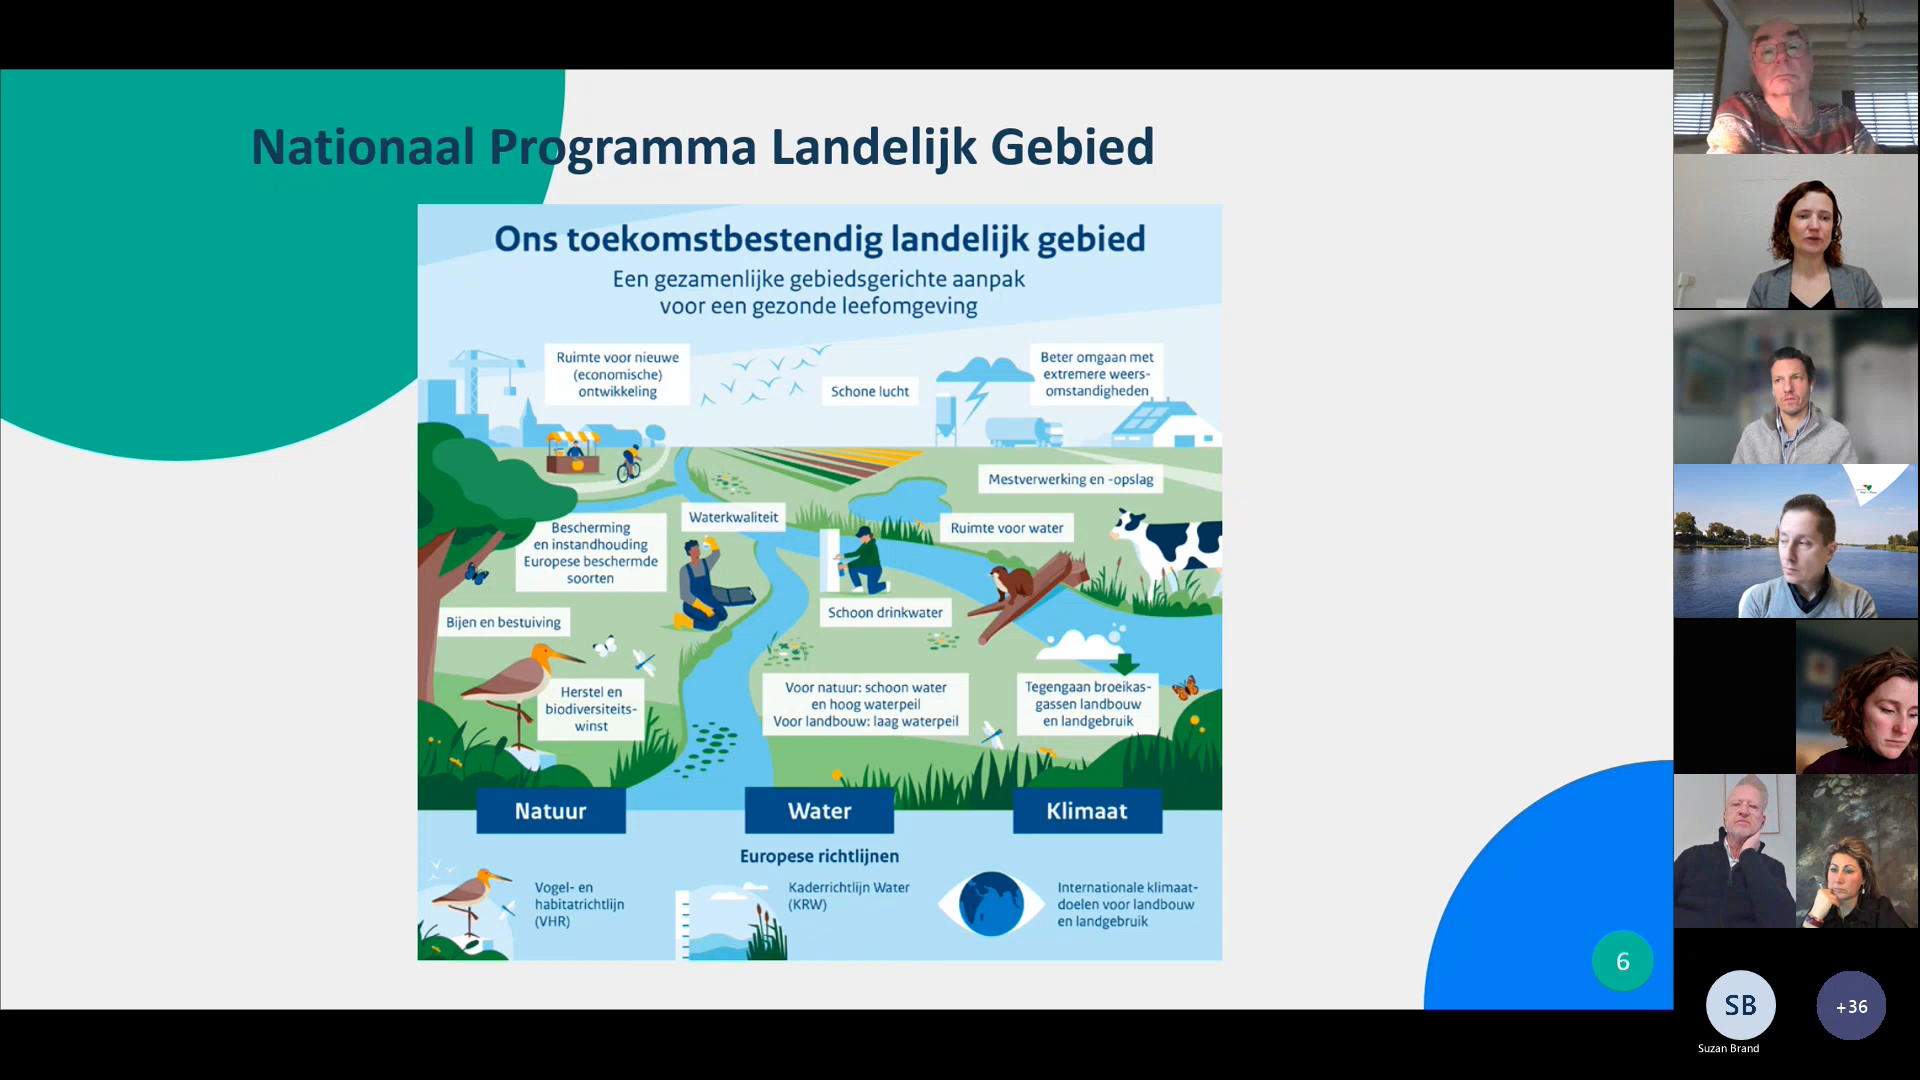 Nationaal Programma Landelijk Gebied
Ons toekomstbestendig landelijk gebied
Een gezamenlijke gebiedsgerichte aanpak
voor een gezonde leefomgeving
Ruimte voor nieuwe
(economische)
ontwikkeling
Schone lucht
Beter omgaan met
extremere weers-
omstandigheden
Mestverwerking en -opslag
Waterkwaliteit
Ruimte voor water
Bescherming
en instandhouding
Europese beschermde
soorten
Schoon drinkwater
Bijen en bestuiving
Herstel en
biodiversiteits-
winst
Voor natuur: schoon water
en hoog waterpeil
Voor landbouw: laag waterpeil
Tegengaan broeikas-
gassen landbouw
en landgebruik
Natuur
Water
Klimaat
Europese richtlijnen
Vogel- en
habitatrichtlijn
(VHR)
Kaderrichtlijn Water
(KRW)
Internationale klimaat-
doelen voor landbouw
en landgebruik
6
SB
Suzan Brand
+36